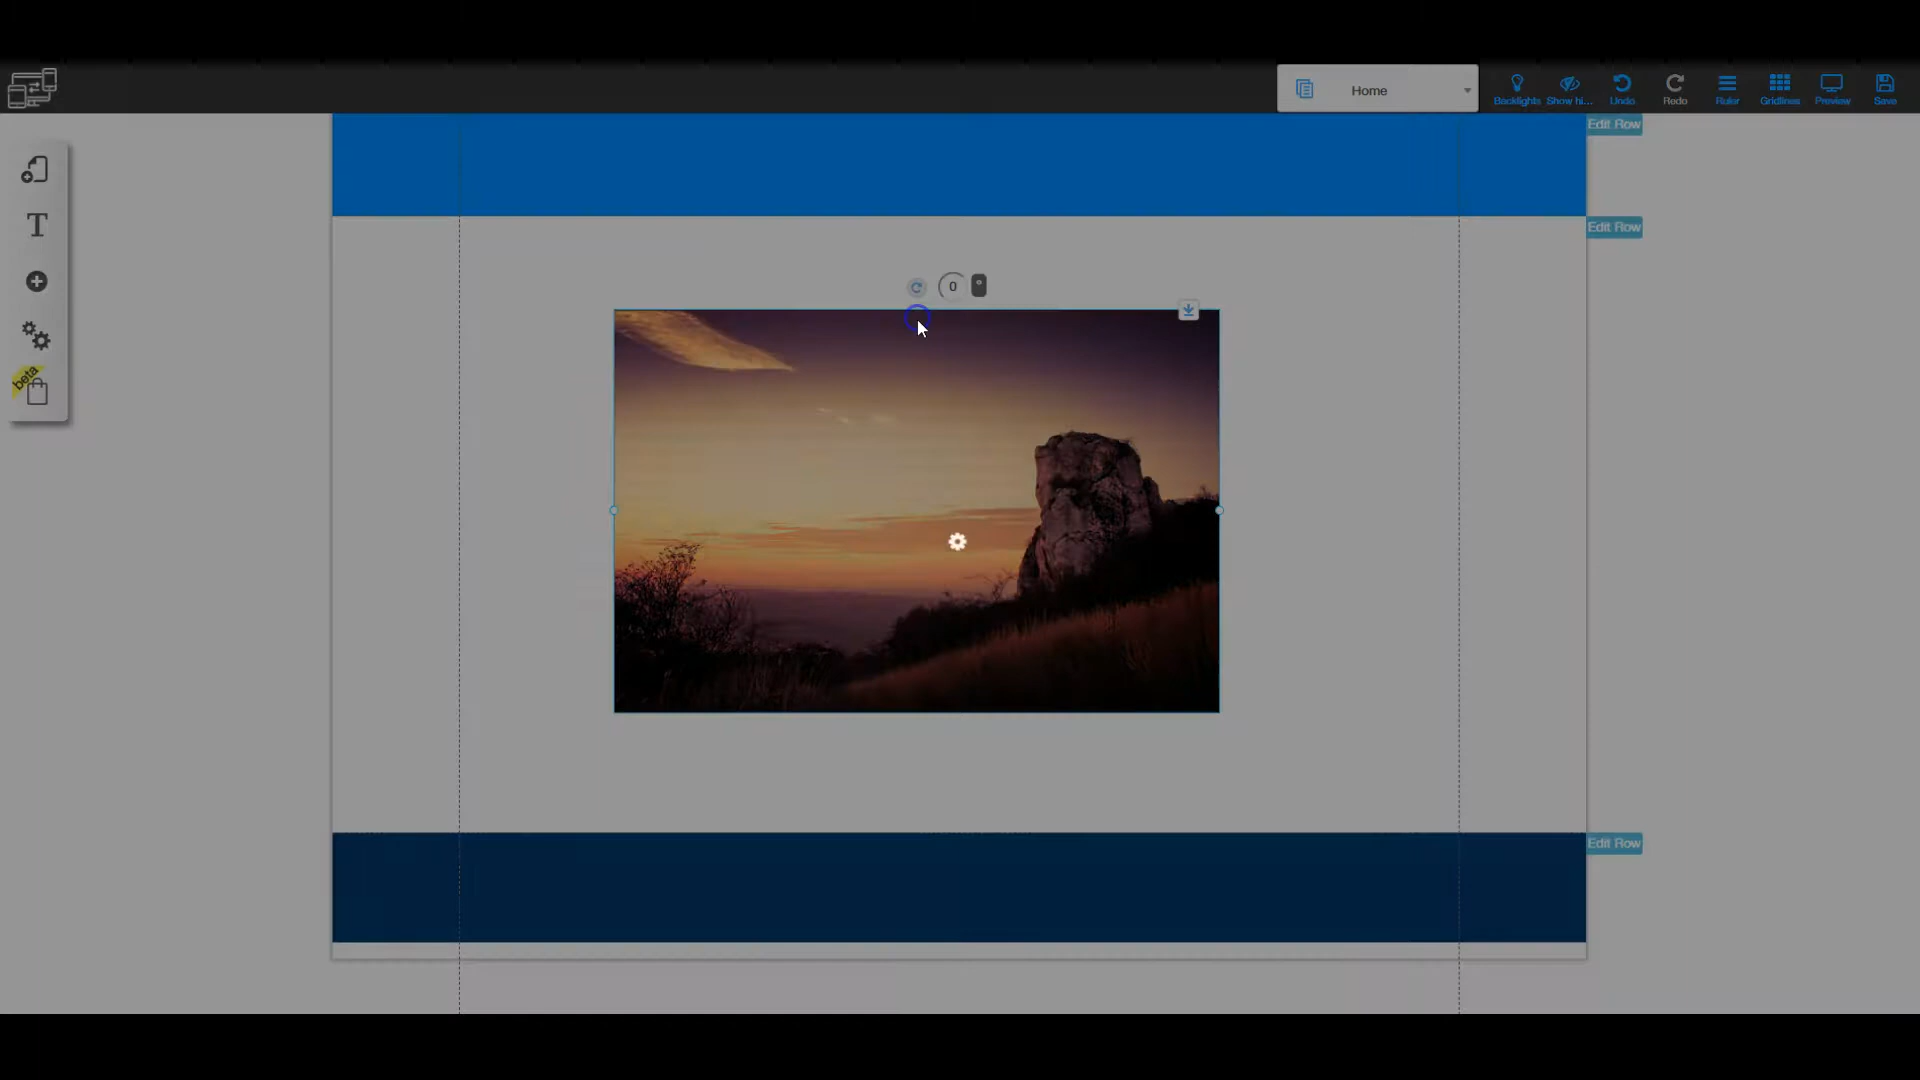 Home
Backlights
Show hi...
Undo
Redo
Ruler
Gridlines
Preview
Save
Edit Row
Edit Row
T
0
beta
Edit Row